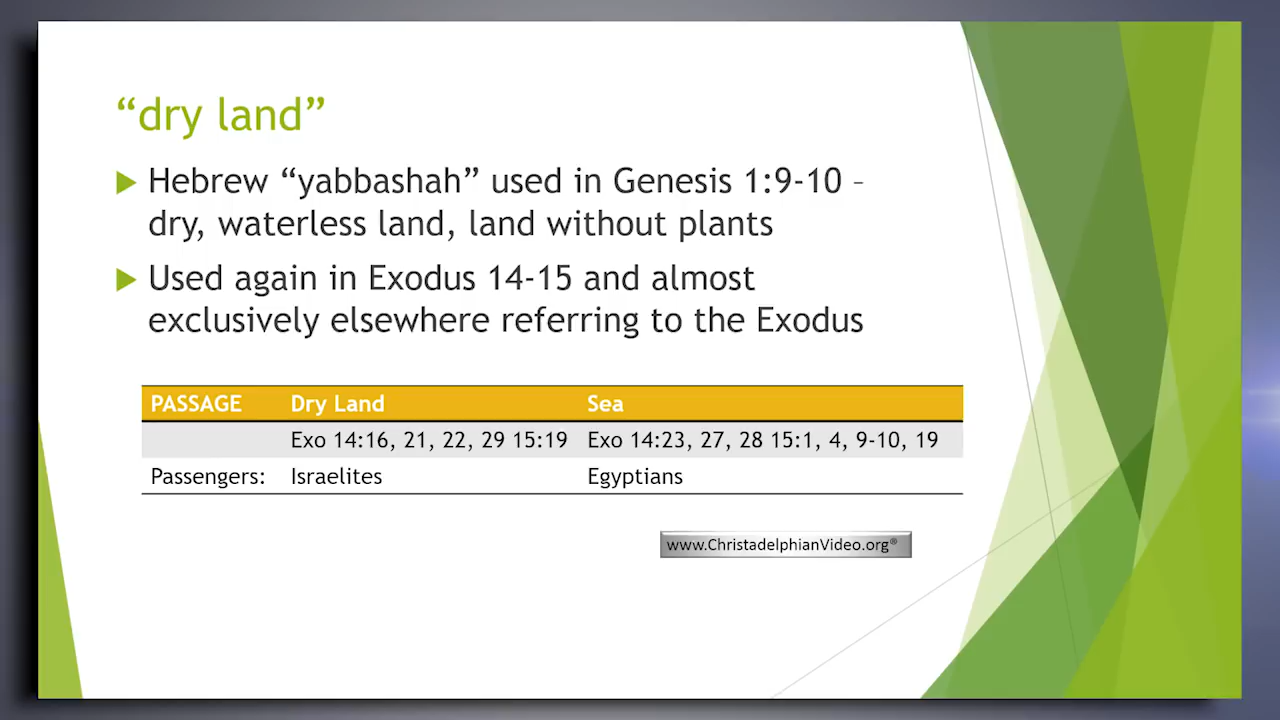 “dry land”
Hebrew “yabbashah” used in Genesis 1:9-10 –
dry, waterless land, land without plants
Used again in Exodus 14-15 and almost
exclusively elsewhere referring to the Exodus
PASSAGE Dry Land Sea
Exo 14:16, 21, 22, 29 15:19 Exo 14:23, 27, 28 15:1, 4, 9-10, 19
Passengers: Israelites Egyptians
www.ChristadelphianVideo.org®